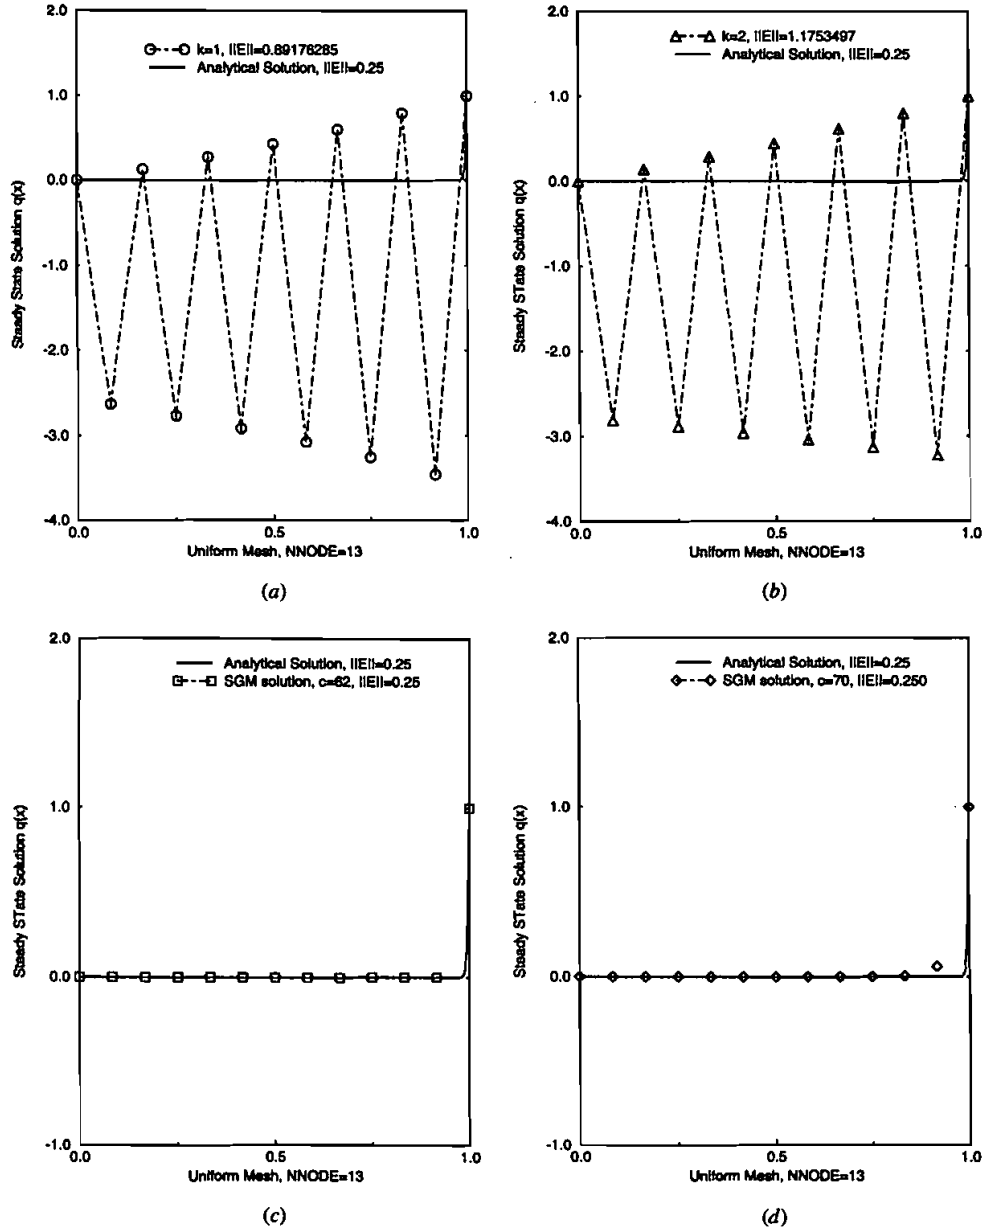 2.0
k=1, ||E||=0.89176285
Analytical Solution, ||E||=0.25
1.0
0.0
-1.0
-2.0
-3.0
-4.0
Steady State Solution q(x)
0.0
0.5
1.0
Uniform Mesh, NNODE=13
(a)
2.0
k=2, ||E||=1.1753497
Analytical Solution, ||E||=0.25
1.0
0.0
-1.0
-2.0
-3.0
-4.0
Steady STate Solution q(x)
0.0
0.5
1.0
Uniform Mesh, NNODE=13
(b)
2.0
Analytical Solution, ||E||=0.25
SGM solution, c=62, ||E||=0.25
1.0
0.0
-1.0
Steady STate Solution q(x)
0.0
0.5
1.0
Uniform Mesh, NNODE=13
(c)
2.0
Analytical Solution, ||E||=0.25
SGM solution, c=70, ||E||=0.250
1.0
0.0
-1.0
Steady STate Solution q(x)
0.0
0.5
1.0
Uniform Mesh, NNODE=13
(d)